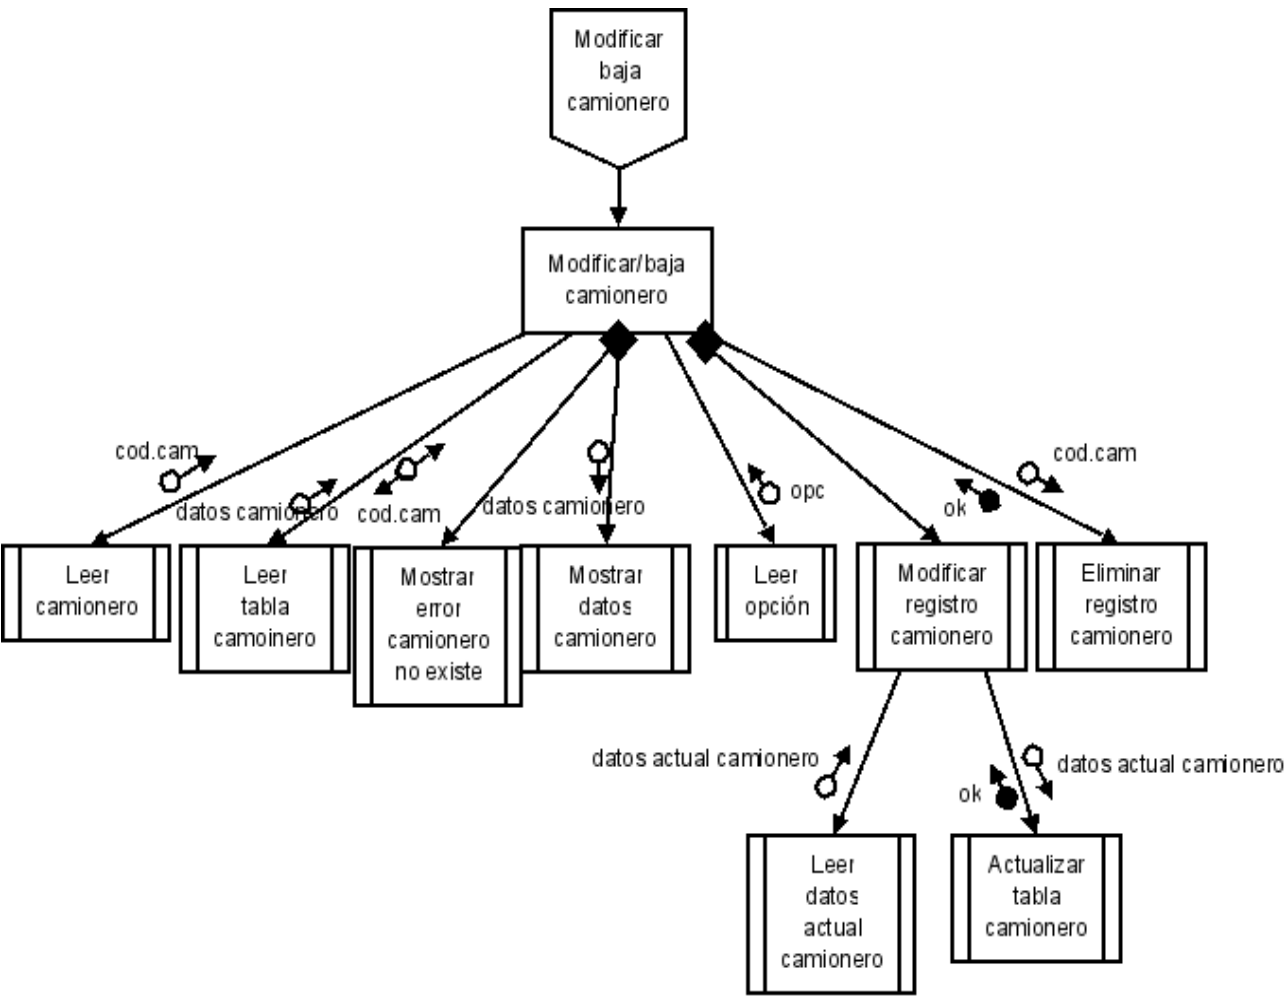 Modificar
baja
camionero
Modificar/baja
camionero
cod.cam
datos camionero
cod.cam
datos camionero
opc
ok
cod.cam
Leer
camionero
Leer
tabla
camoinero
Mostrar
error
camionero
no existe
Mostrar
datos
camionero
Leer
opción
Modificar
registro
camionero
Eliminar
registro
camionero
datos actual camionero
ok
datos actual camionero
Leer
datos
actual
camionero
Actualizar
tabla
camionero